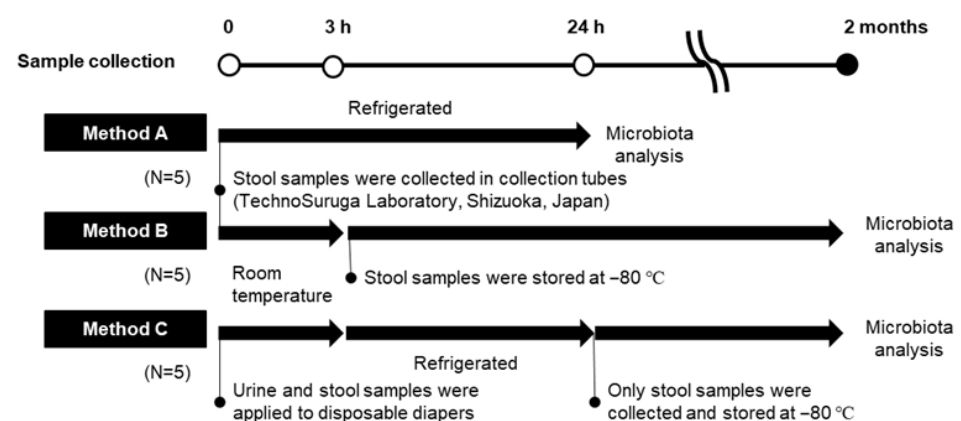 0
3 h
24 h
2 months
Sample collection
Refrigerated
Method A
Microbiota
analysis
(N=5)
Stool samples were collected in collection tubes
(TechnoSuruga Laboratory, Shizuoka, Japan)
Method B
Microbiota
analysis
(N=5)
Room
temperature
Stool samples were stored at –80 ℃
Method C
Microbiota
analysis
(N=5)
Refrigerated
Urine and stool samples were
applied to disposable diapers
Only stool samples were
collected and stored at –80 ℃